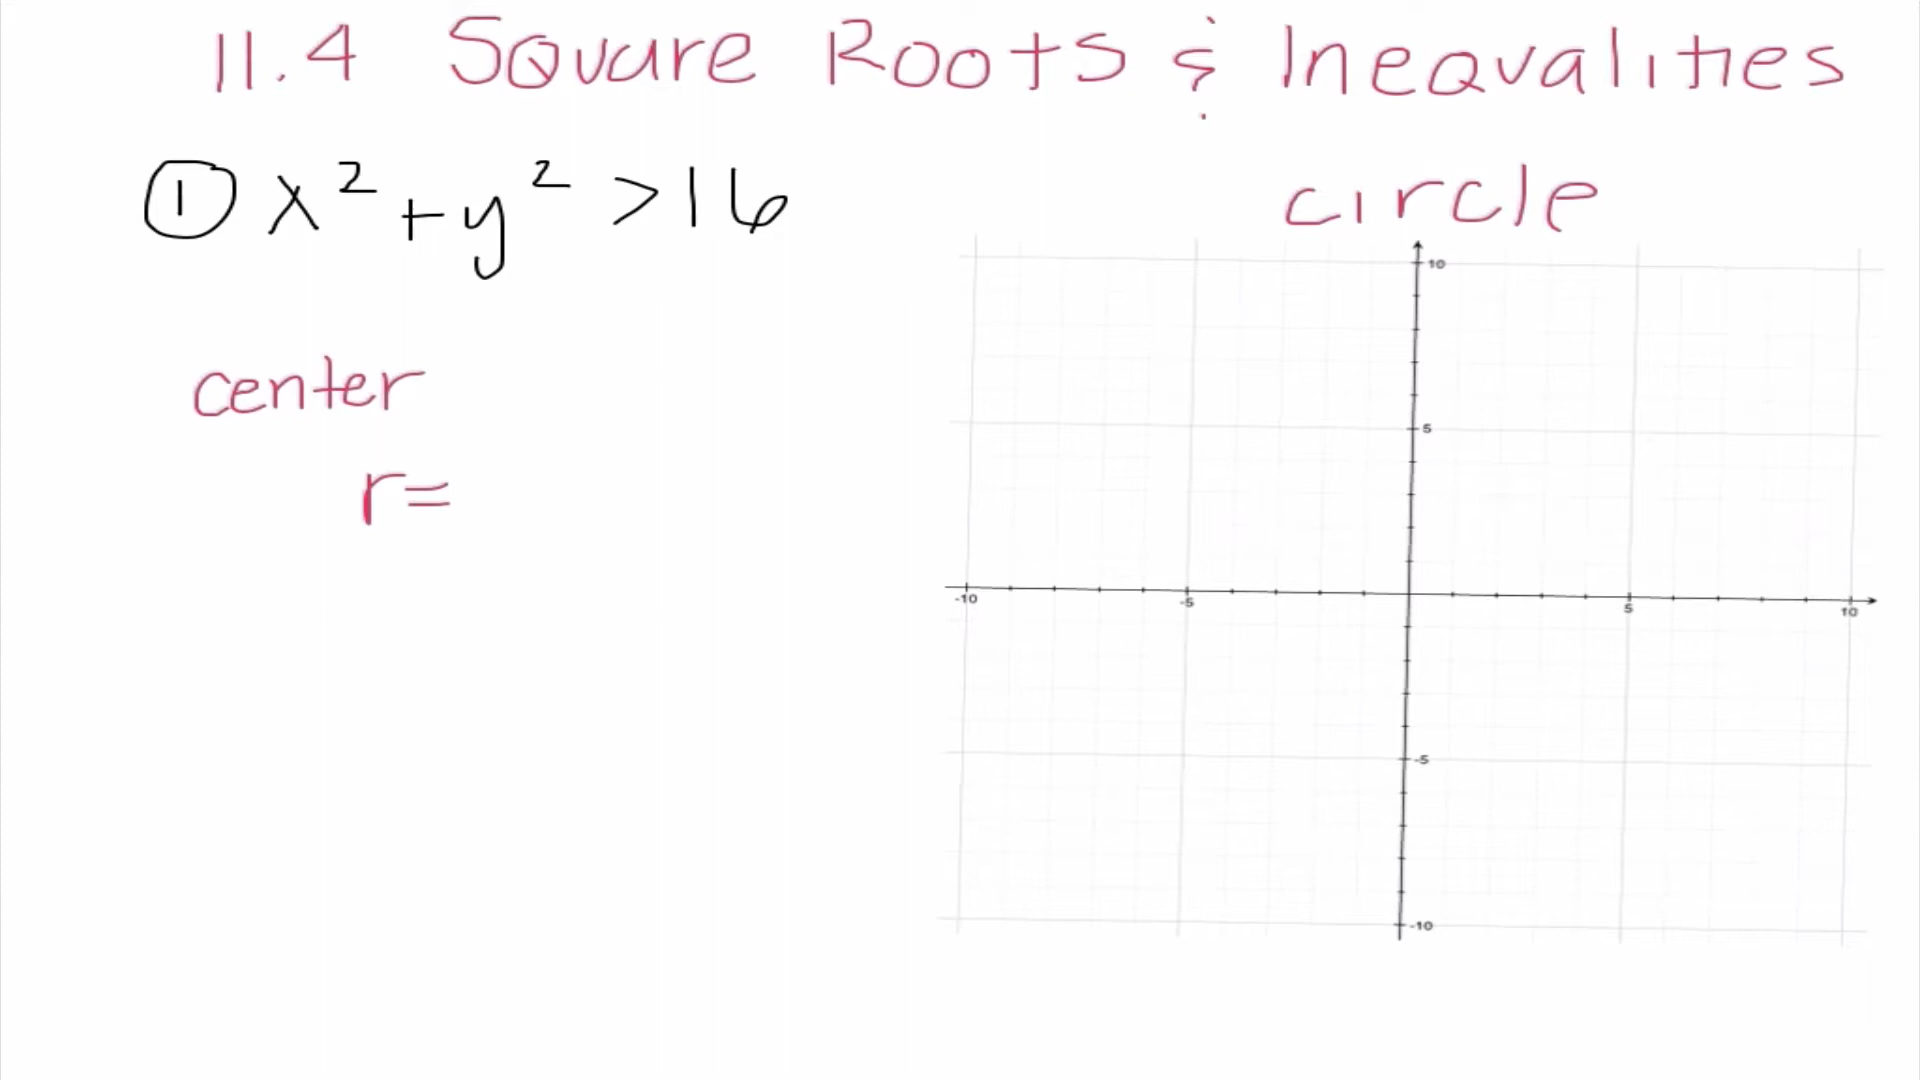 11.4 Square Roots & Inequalities
① x² + y² > 16
circle
center
r=
10
5
-10 -5 5 10
-5
-10